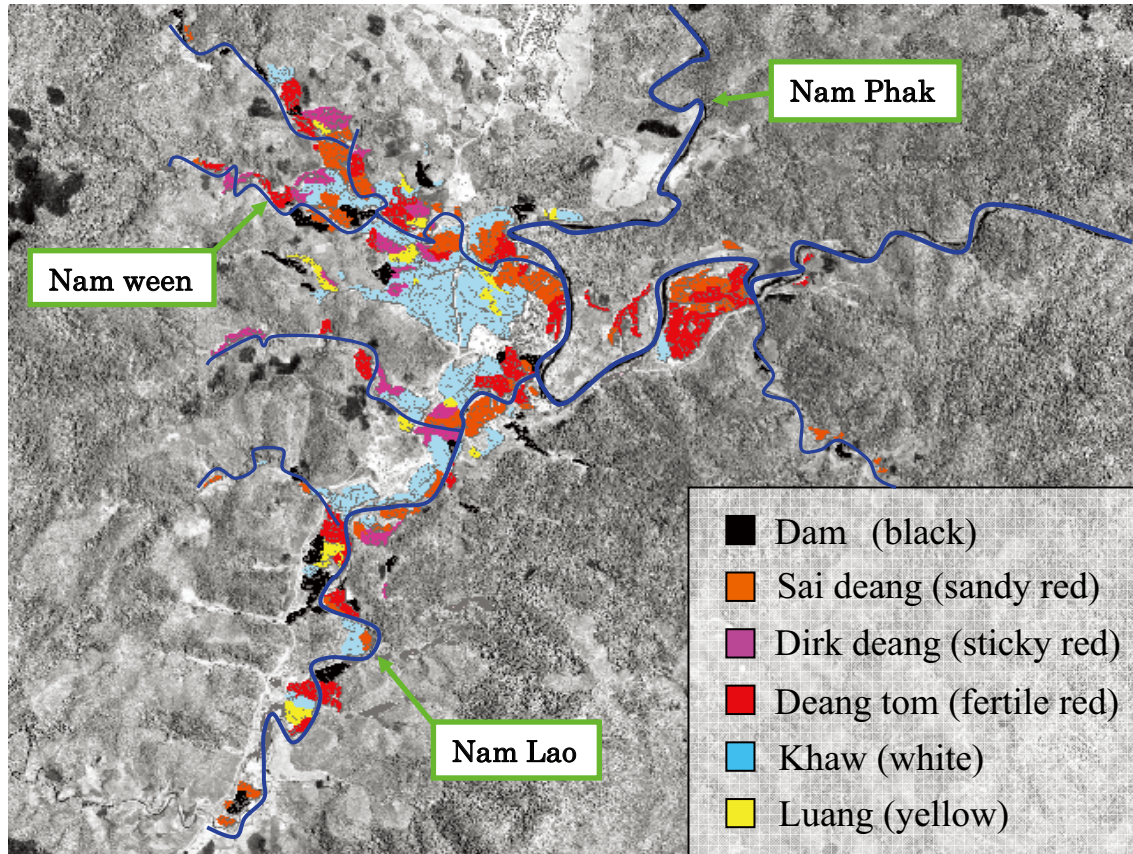 Nam Phak
Nam ween
Nam Lao
Dam (black)
Sai deang (sandy red)
Dirk deang (sticky red)
Deang tom (fertile red)
Khaw (white)
Luang (yellow)